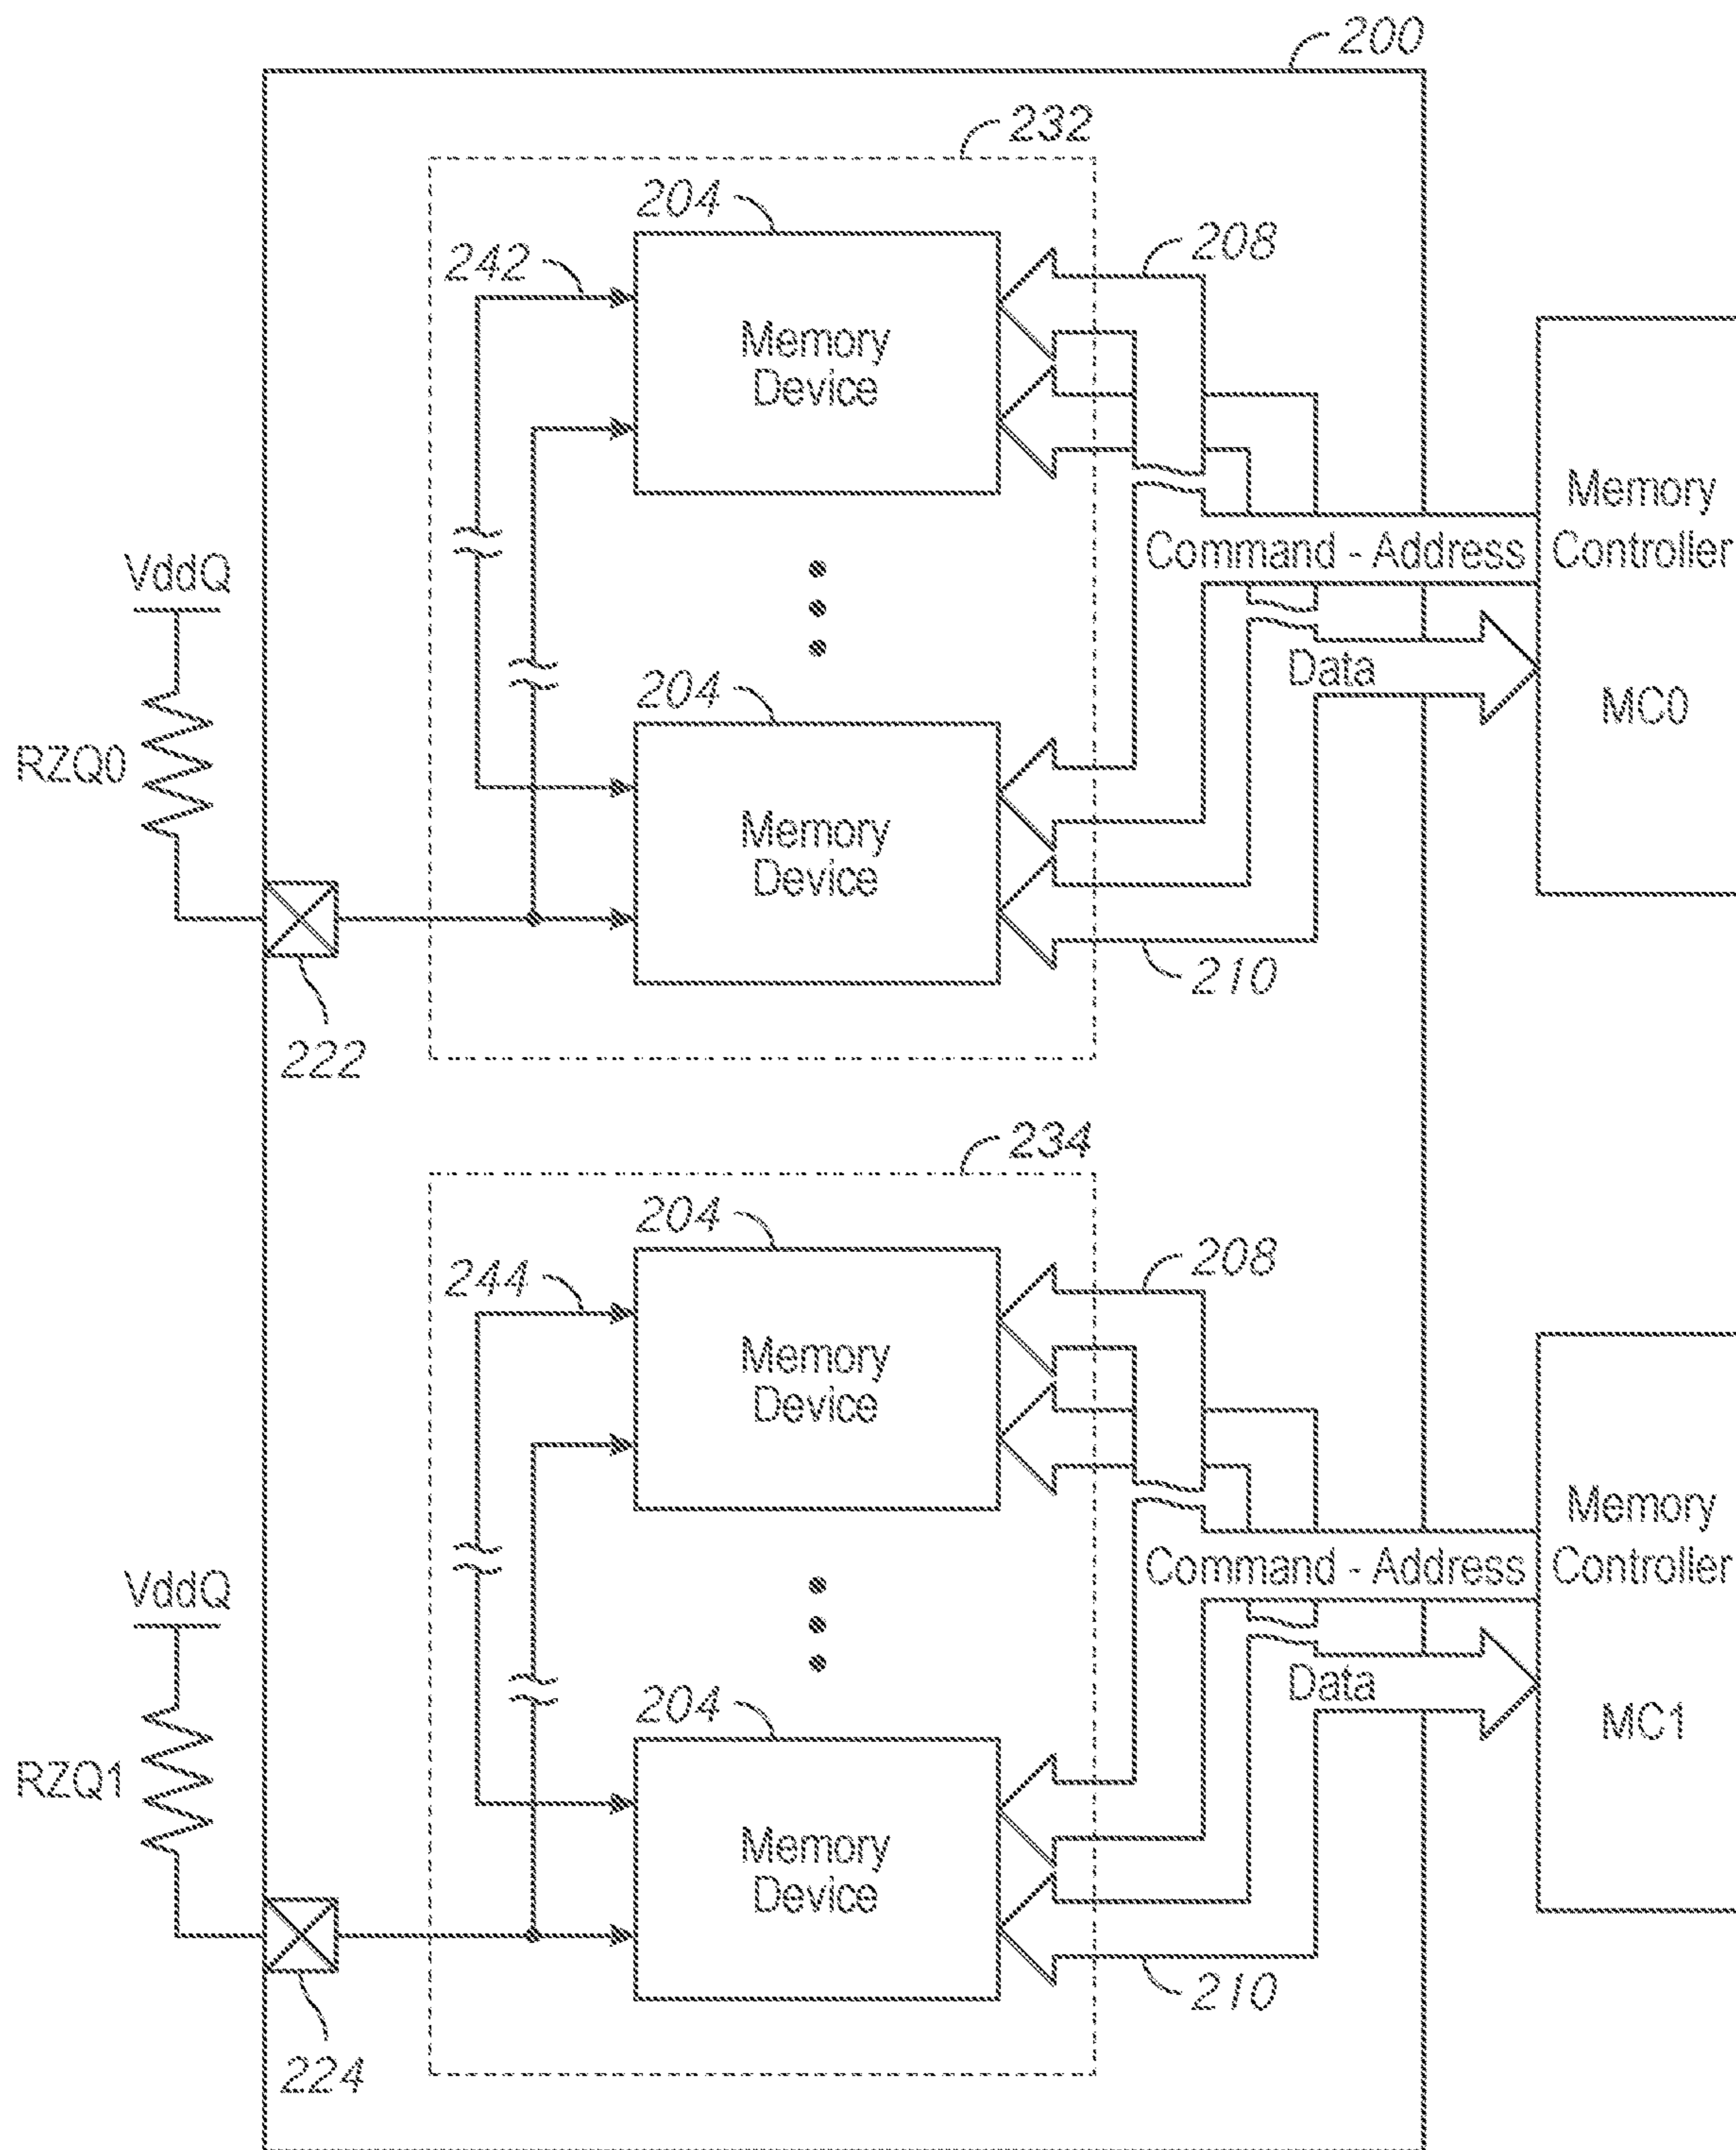 200
232
204
208
242
Memory
Device
Memory
Controller
MC0
Command - Address
Data
VddQ
RZQ0
204
Memory
Device
210
222
234
204
208
244
Memory
Device
Memory
Controller
MC1
Command - Address
Data
VddQ
RZQ1
204
Memory
Device
210
224